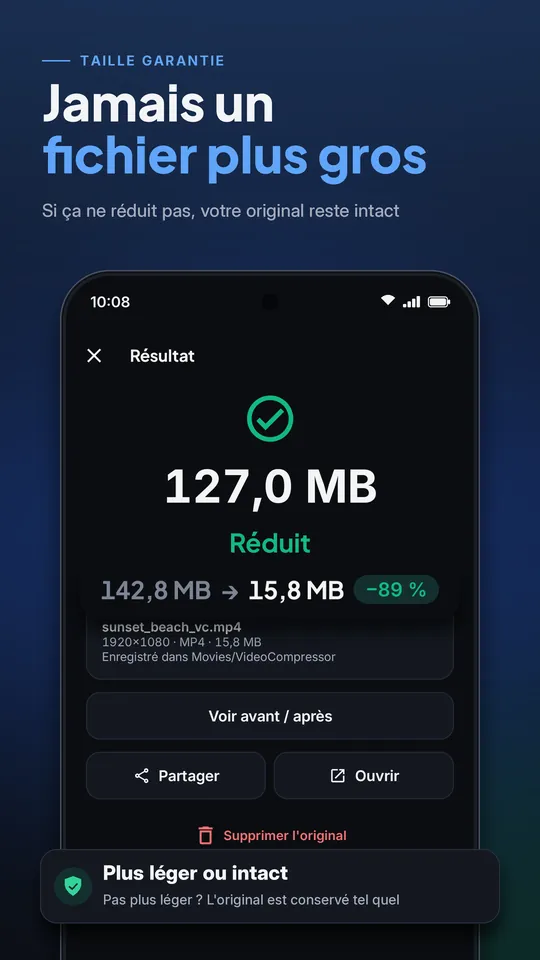 TAILLE GARANTIE
Jamais un
fichier plus gros
Si ça ne réduit pas, votre original reste intact
10:08
Résultat
127,0 MB
Réduit
142,8 MB → 15,8 MB −89 %
sunset_beach_vc.mp4
1920×1080 · MP4 · 15,8 MB
Enregistré dans Movies/VideoCompressor
Voir avant / après
Partager
Ouvrir
Supprimer l'original
Plus léger ou intact
Pas plus léger ? L'original est conservé tel quel